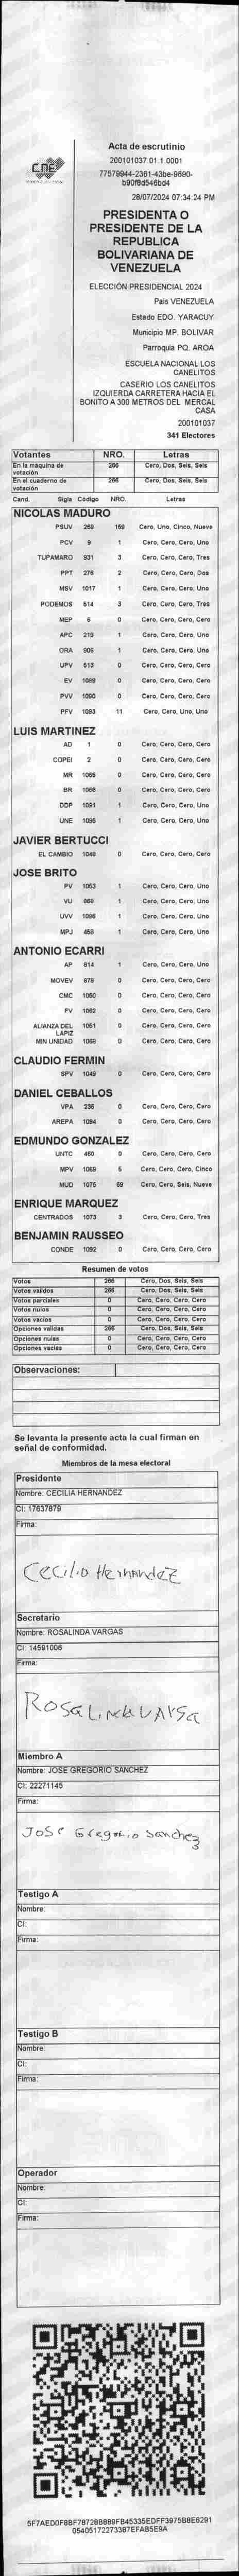 CNE
Acta de escrutinio
200101037.01.1.0001
77579944-2361-43be-9690-
b90f8d546bd4
28/07/2024 07:34:24 PM
PRESIDENTA O
PRESIDENTE DE LA
REPUBLICA
BOLIVARIANA DE
VENEZUELA
ELECCIÓN PRESIDENCIAL 2024
Pais VENEZUELA
Estado EDO. YARACUY
Municipio MP. BOLIVAR
Parroquia PQ. AROA
ESCUELA NACIONAL LOS
CANELITOS
CASERIO LOS CANELITOS
IZQUIERDA CARRETERA HACIA EL
BONITO A 300 METROS DEL MERCAL
CASA
200101037
341 Electores
Votantes NRO. Letras
En la máquina de votación 266 Cero, Dos, Seis, Seis
En el cuaderno de votación 266 Cero, Dos, Seis, Seis
Cand. Sigla Código NRO. Letras
NICOLAS MADURO
PSUV 269 159 Cero, Uno, Cinco, Nueve
PCV 9 1 Cero, Cero, Cero, Uno
TUPAMARO 931 3 Cero, Cero, Cero, Tres
PPT 276 2 Cero, Cero, Cero, Dos
MSV 1017 1 Cero, Cero, Cero, Uno
PODEMOS 514 3 Cero, Cero, Cero, Tres
MEP 6 0 Cero, Cero, Cero, Cero
APC 219 1 Cero, Cero, Cero, Uno
ORA 906 1 Cero, Cero, Cero, Uno
UPV 513 0 Cero, Cero, Cero, Cero
EV 1089 0 Cero, Cero, Cero, Cero
PVV 1090 0 Cero, Cero, Cero, Cero
PFV 1093 11 Cero, Cero, Uno, Uno
LUIS MARTINEZ
AD 1 0 Cero, Cero, Cero, Cero
COPEI 2 0 Cero, Cero, Cero, Cero
MR 1065 0 Cero, Cero, Cero, Cero
BR 1066 0 Cero, Cero, Cero, Cero
DDP 1091 1 Cero, Cero, Cero, Uno
UNE 1095 1 Cero, Cero, Cero, Uno
JAVIER BERTUCCI
EL CAMBIO 1046 0 Cero, Cero, Cero, Cero
JOSE BRITO
PV 1053 1 Cero, Cero, Cero, Uno
VU 868 1 Cero, Cero, Cero, Uno
UVV 1096 1 Cero, Cero, Cero, Uno
MPJ 458 1 Cero, Cero, Cero, Uno
ANTONIO ECARRI
AP 814 1 Cero, Cero, Cero, Uno
MOVEV 878 0 Cero, Cero, Cero, Cero
CMC 1050 0 Cero, Cero, Cero, Cero
FV 1062 0 Cero, Cero, Cero, Cero
ALIANZA DEL LAPIZ 1051 0 Cero, Cero, Cero, Cero
MIN UNIDAD 1068 0 Cero, Cero, Cero, Cero
CLAUDIO FERMIN
SPV 1049 0 Cero, Cero, Cero, Cero
DANIEL CEBALLOS
VPA 236 0 Cero, Cero, Cero, Cero
AREPA 1094 0 Cero, Cero, Cero, Cero
EDMUNDO GONZALEZ
UNTC 460 0 Cero, Cero, Cero, Cero
MPV 1069 5 Cero, Cero, Cero, Cinco
MUD 1075 69 Cero, Cero, Seis, Nueve
ENRIQUE MARQUEZ
CENTRADOS 1073 3 Cero, Cero, Cero, Tres
BENJAMIN RAUSSEO
CONDE 1092 0 Cero, Cero, Cero, Cero
Resumen de votos
Votos 266 Cero, Dos, Seis, Seis
Votos validos 266 Cero, Dos, Seis, Seis
Votos parciales 0 Cero, Cero, Cero, Cero
Votos nulos 0 Cero, Cero, Cero, Cero
Votos vacios 0 Cero, Cero, Cero, Cero
Opciones validas 266 Cero, Dos, Seis, Seis
Opciones nulas 0 Cero, Cero, Cero, Cero
Opciones vacias 0 Cero, Cero, Cero, Cero
Observaciones:
Se levanta la presente acta la cual firman en
señal de conformidad.
Miembros de la mesa electoral
Presidente
Nombre: CECILIA HERNANDEZ
CI: 17637879
Firma:
Cecilio HernandeZ
Secretario
Nombre: ROSALINDA VARGAS
CI: 14591006
Firma:
ROSALinda VArSa
Miembro A
Nombre: JOSE GREGORIO SANCHEZ
CI: 22271145
Firma:
JoSe Gregorio Sanchez
Testigo A
Nombre:
CI:
Firma:
Testigo B
Nombre:
CI:
Firma:
Operador
Nombre:
CI:
Firma:
5F7AED0F8BF78728B889FB45335EDFF3975B8E6291
05405172273387EFAB5E9A